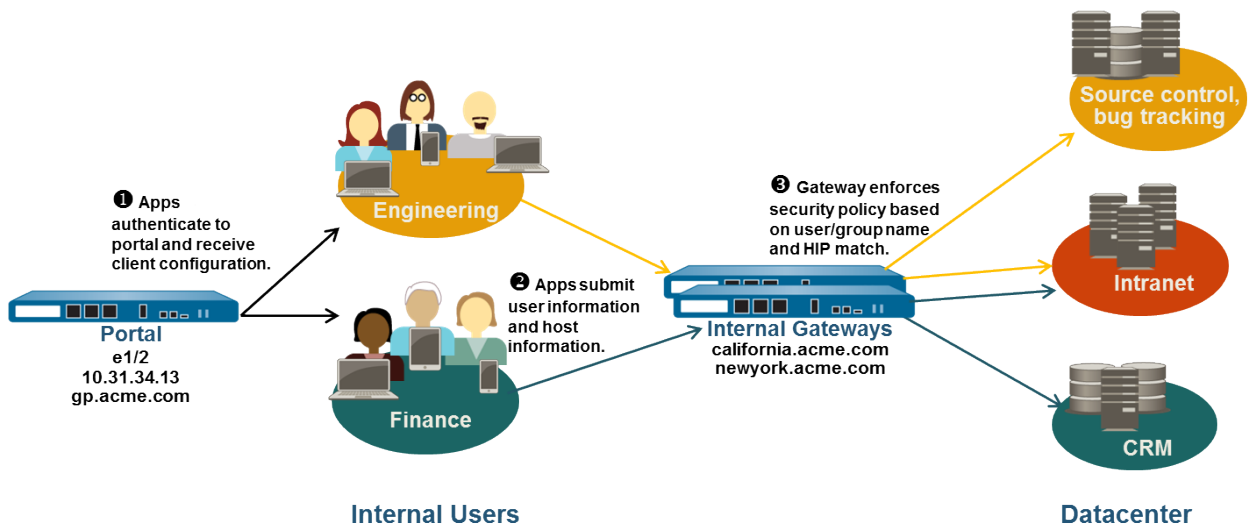 ❶ Apps
authenticate to
portal and receive
client configuration.
Portal
e1/2
10.31.34.13
gp.acme.com
Engineering
Finance
Internal Users
❷ Apps submit
user information
and host
information.
❸ Gateway enforces
security policy based
on user/group name
and HIP match.
Internal Gateways
california.acme.com
newyork.acme.com
Source control,
bug tracking
Intranet
CRM
Datacenter